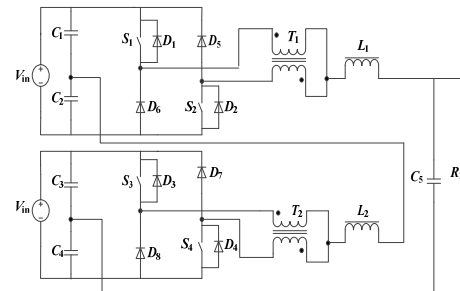 C1
S1
D1
D5
T1
L1
Vin
C2
D6
S2
D2
C3
S3
D3
D7
T2
L2
C5
R
Vin
C4
D8
S4
D4